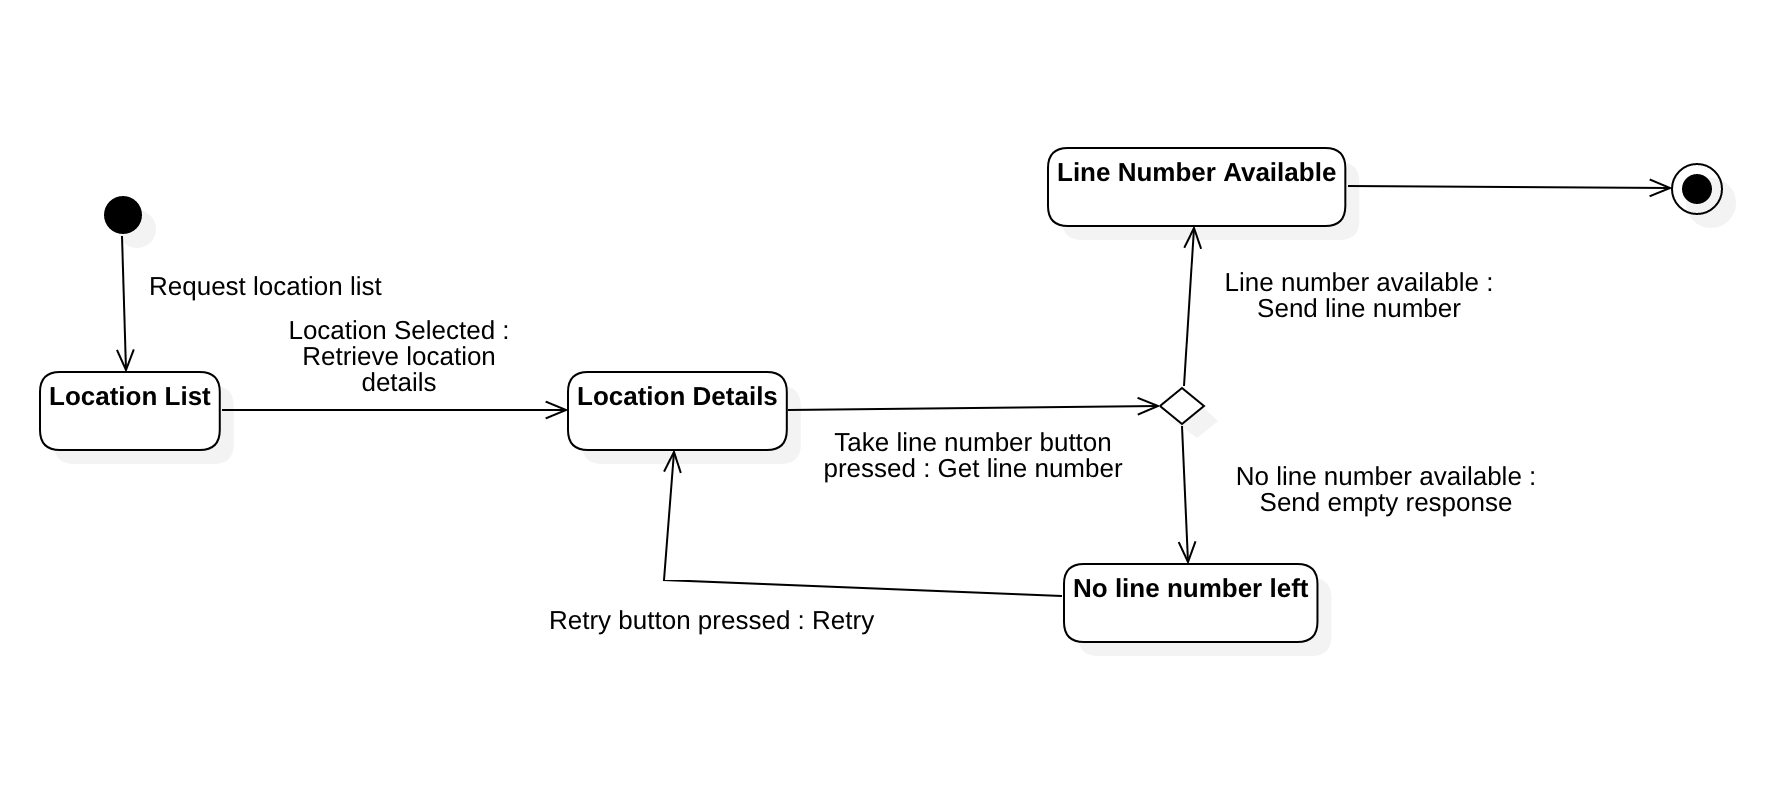 Line Number Available
Request location list
Line number available :
Send line number
Location Selected :
Retrieve location
details
Location List
Location Details
Take line number button
pressed : Get line number
No line number available :
Send empty response
No line number left
Retry button pressed : Retry